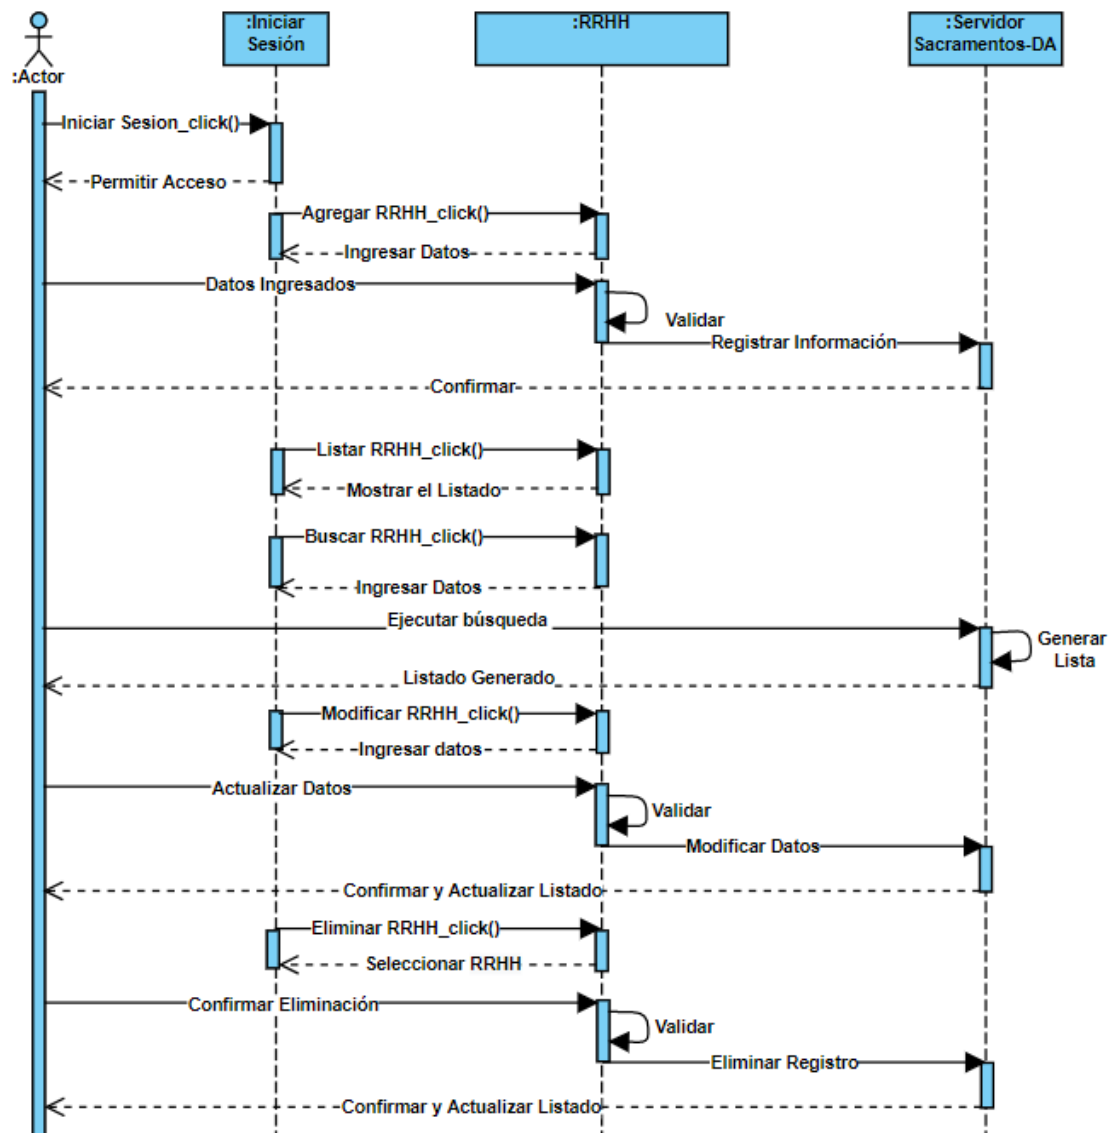 :Iniciar
Sesión
:RRHH
:Servidor
Sacramentos-DA
:Actor
Iniciar Sesion_click()
Permitir Acceso
Agregar RRHH_click()
Ingresar Datos
Datos Ingresados
Validar
Registrar Información
Confirmar
Listar RRHH_click()
Mostrar el Listado
Buscar RRHH_click()
Ingresar Datos
Ejecutar búsqueda
Generar
Lista
Listado Generado
Modificar RRHH_click()
Ingresar datos
Actualizar Datos
Validar
Modificar Datos
Confirmar y Actualizar Listado
Eliminar RRHH_click()
Seleccionar RRHH
Confirmar Eliminación
Validar
Eliminar Registro
Confirmar y Actualizar Listado